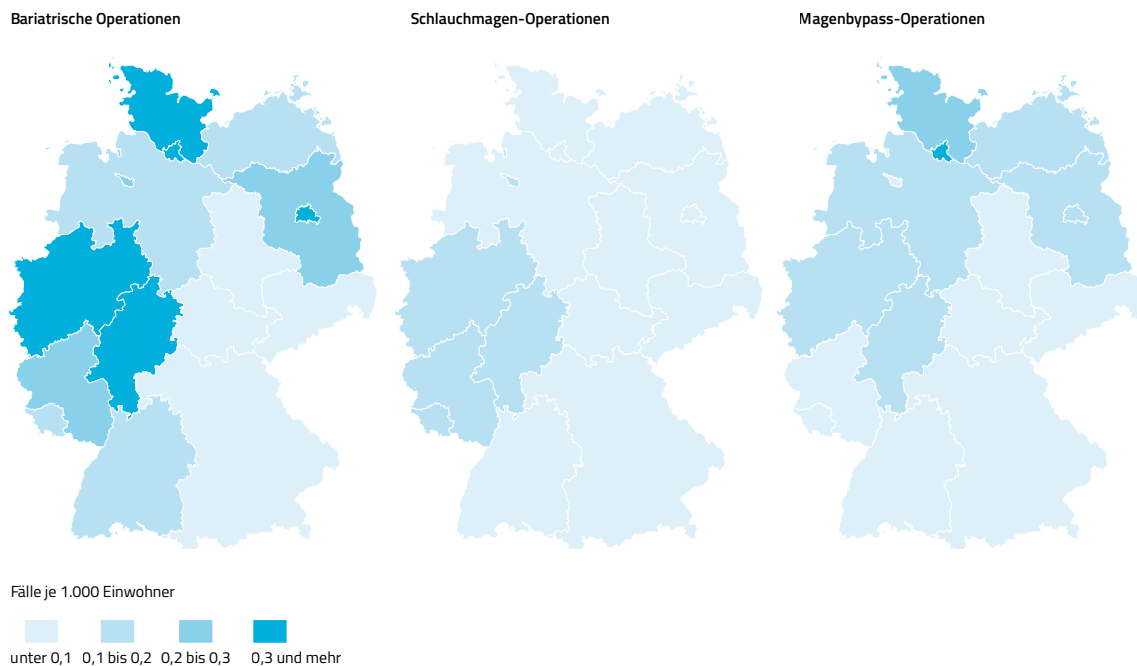 Bariatrische Operationen
Schlauchmagen-Operationen
Magenbypass-Operationen
Fälle je 1.000 Einwohner
unter 0,1
0,1 bis 0,2
0,2 bis 0,3
0,3 und mehr